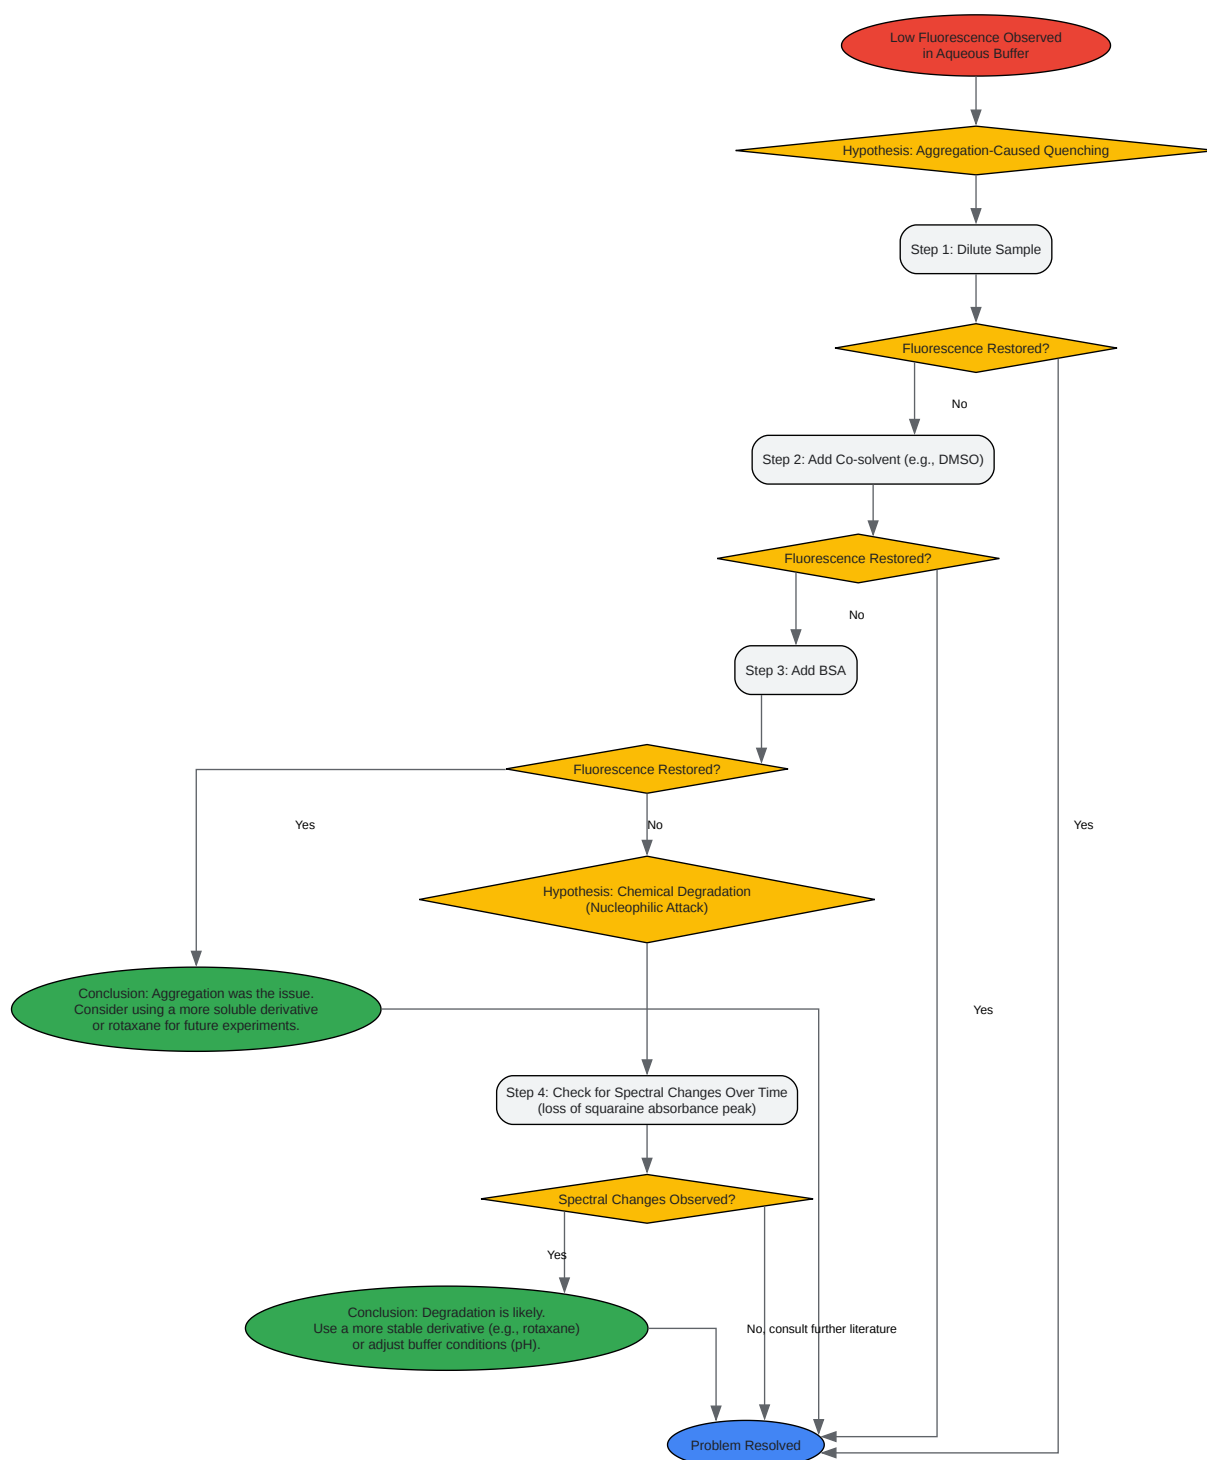 Low Fluorescence Observed
in Aqueous Buffer
Hypothesis: Aggregation-Caused Quenching
Step 1: Dilute Sample
Fluorescence Restored?
No
Step 2: Add Co-solvent (e.g., DMSO)
Fluorescence Restored?
No
Step 3: Add BSA
Fluorescence Restored?
Yes
No
Yes
Hypothesis: Chemical Degradation
(Nucleophilic Attack)
Conclusion: Aggregation was the issue.
Consider using a more soluble derivative
or rotaxane for future experiments.
Yes
Step 4: Check for Spectral Changes Over Time
(loss of squaraine absorbance peak)
Spectral Changes Observed?
Yes
Conclusion: Degradation is likely.
Use a more stable derivative (e.g., rotaxane)
or adjust buffer conditions (pH).
No, consult further literature
Problem Resolved